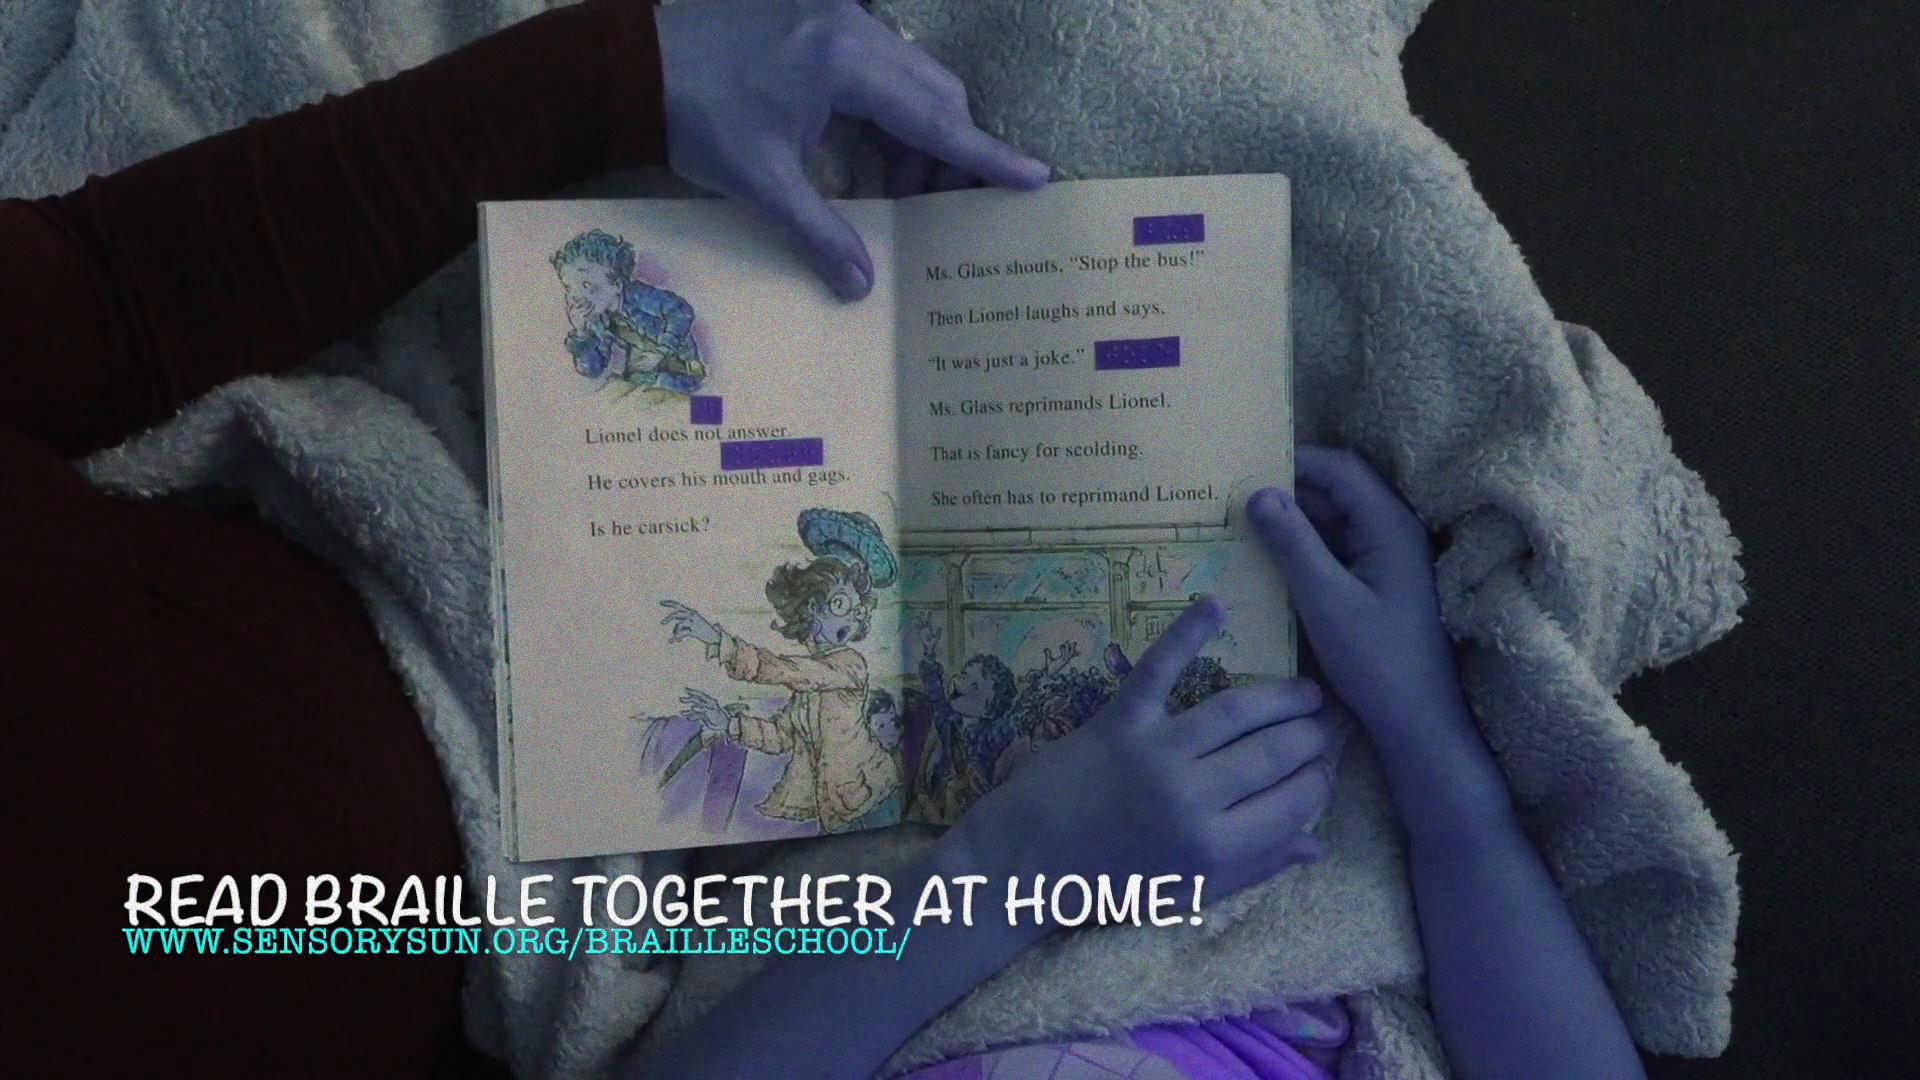 Lionel does not answer.
He covers his mouth and gags.
Is he carsick?
Ms. Glass shouts, "Stop the bus!"
Then Lionel laughs and says,
"It was just a joke."
Ms. Glass reprimands Lionel.
That is fancy for scolding.
She often has to reprimand Lionel.
READ BRAILLE TOGETHER AT HOME!
WWW.SENSORYSUN.ORG/BRAILLESCHOOL/